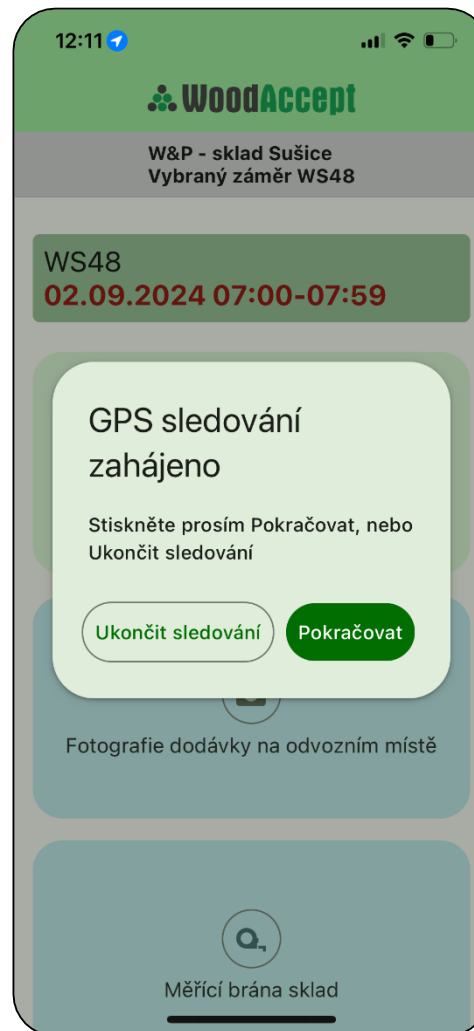 12:11
WoodAccept
W&P - sklad Sušice
Vybraný záměr WS48
WS48
02.09.2024 07:00-07:59
GPS sledování
zahájeno
Stiskněte prosím Pokračovat, nebo
Ukončit sledování
Ukončit sledování
Pokračovat
Fotografie dodávky na odvozním místě
Měřící brána sklad